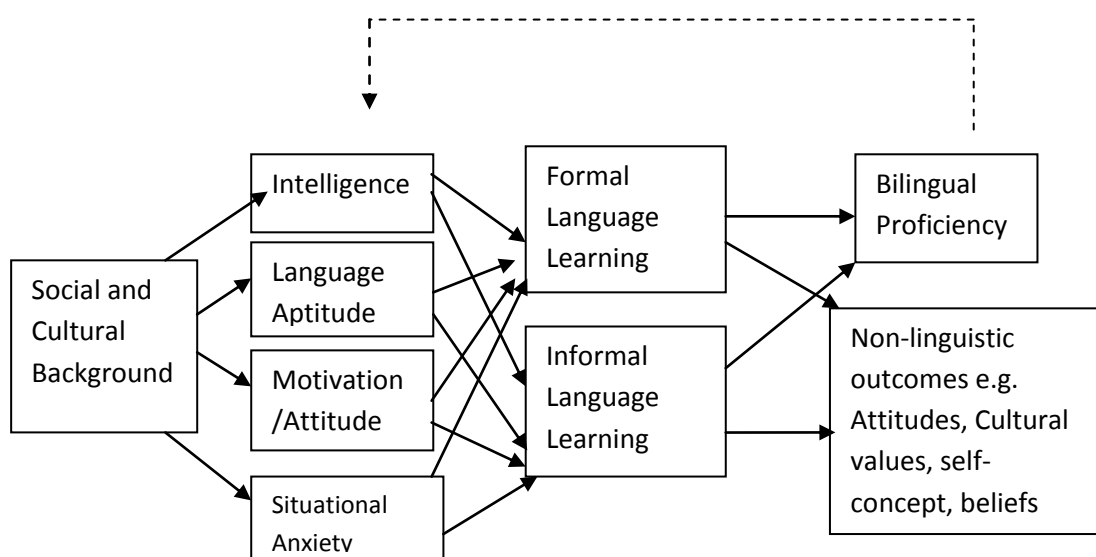 Social and
Cultural
Background
Intelligence
Language
Aptitude
Motivation
/Attitude
Situational
Anxiety
Formal
Language
Learning
Informal
Language
Learning
Bilingual
Proficiency
Non-linguistic
outcomes e.g.
Attitudes, Cultural
values, self-
concept, beliefs